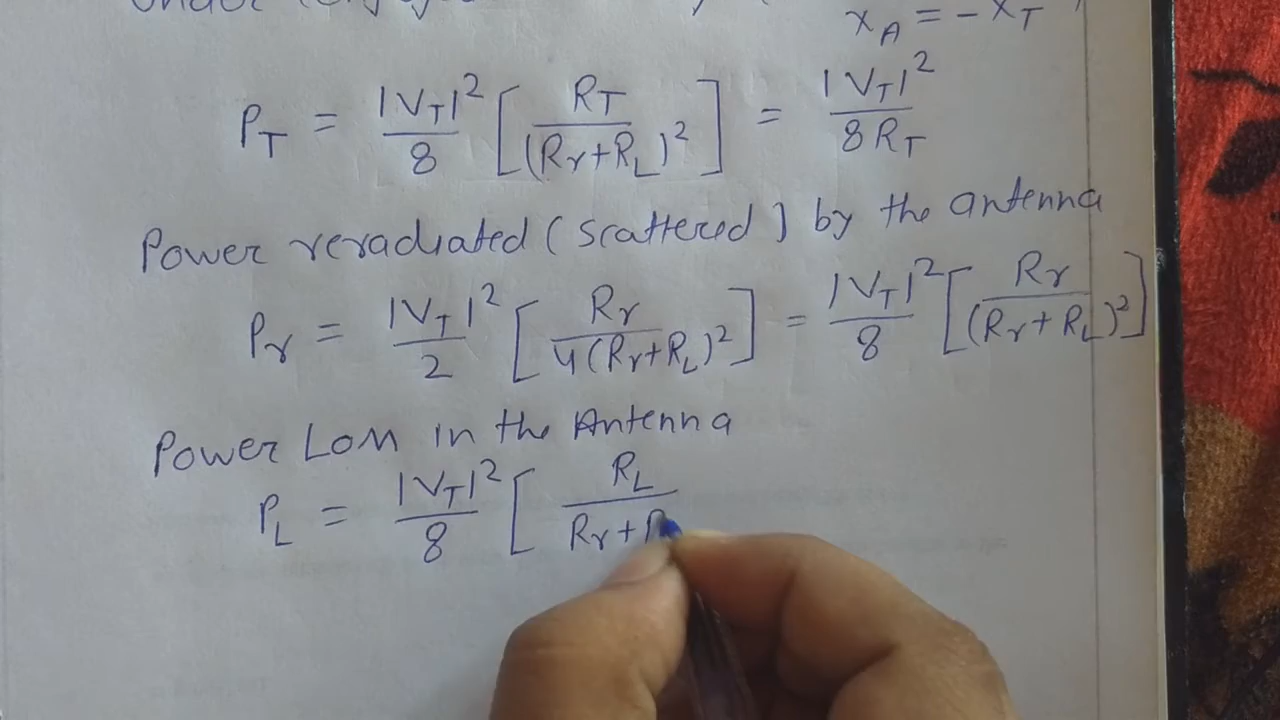 Under
X_A = - X_T
P_T = |V_T|²/8 [ R_T/(R_r+R_L)² ] = |V_T|²/8R_T
Power reradiated (scattered) by the antenna
P_r = |V_T|²/2 [ R_r/4(R_r+R_L)² ] = |V_T|²/8 [ R_r/(R_r+R_L)² ]
Power Loss in the Antenna
P_L = |V_T|²/8 [ R_L/R_r+R